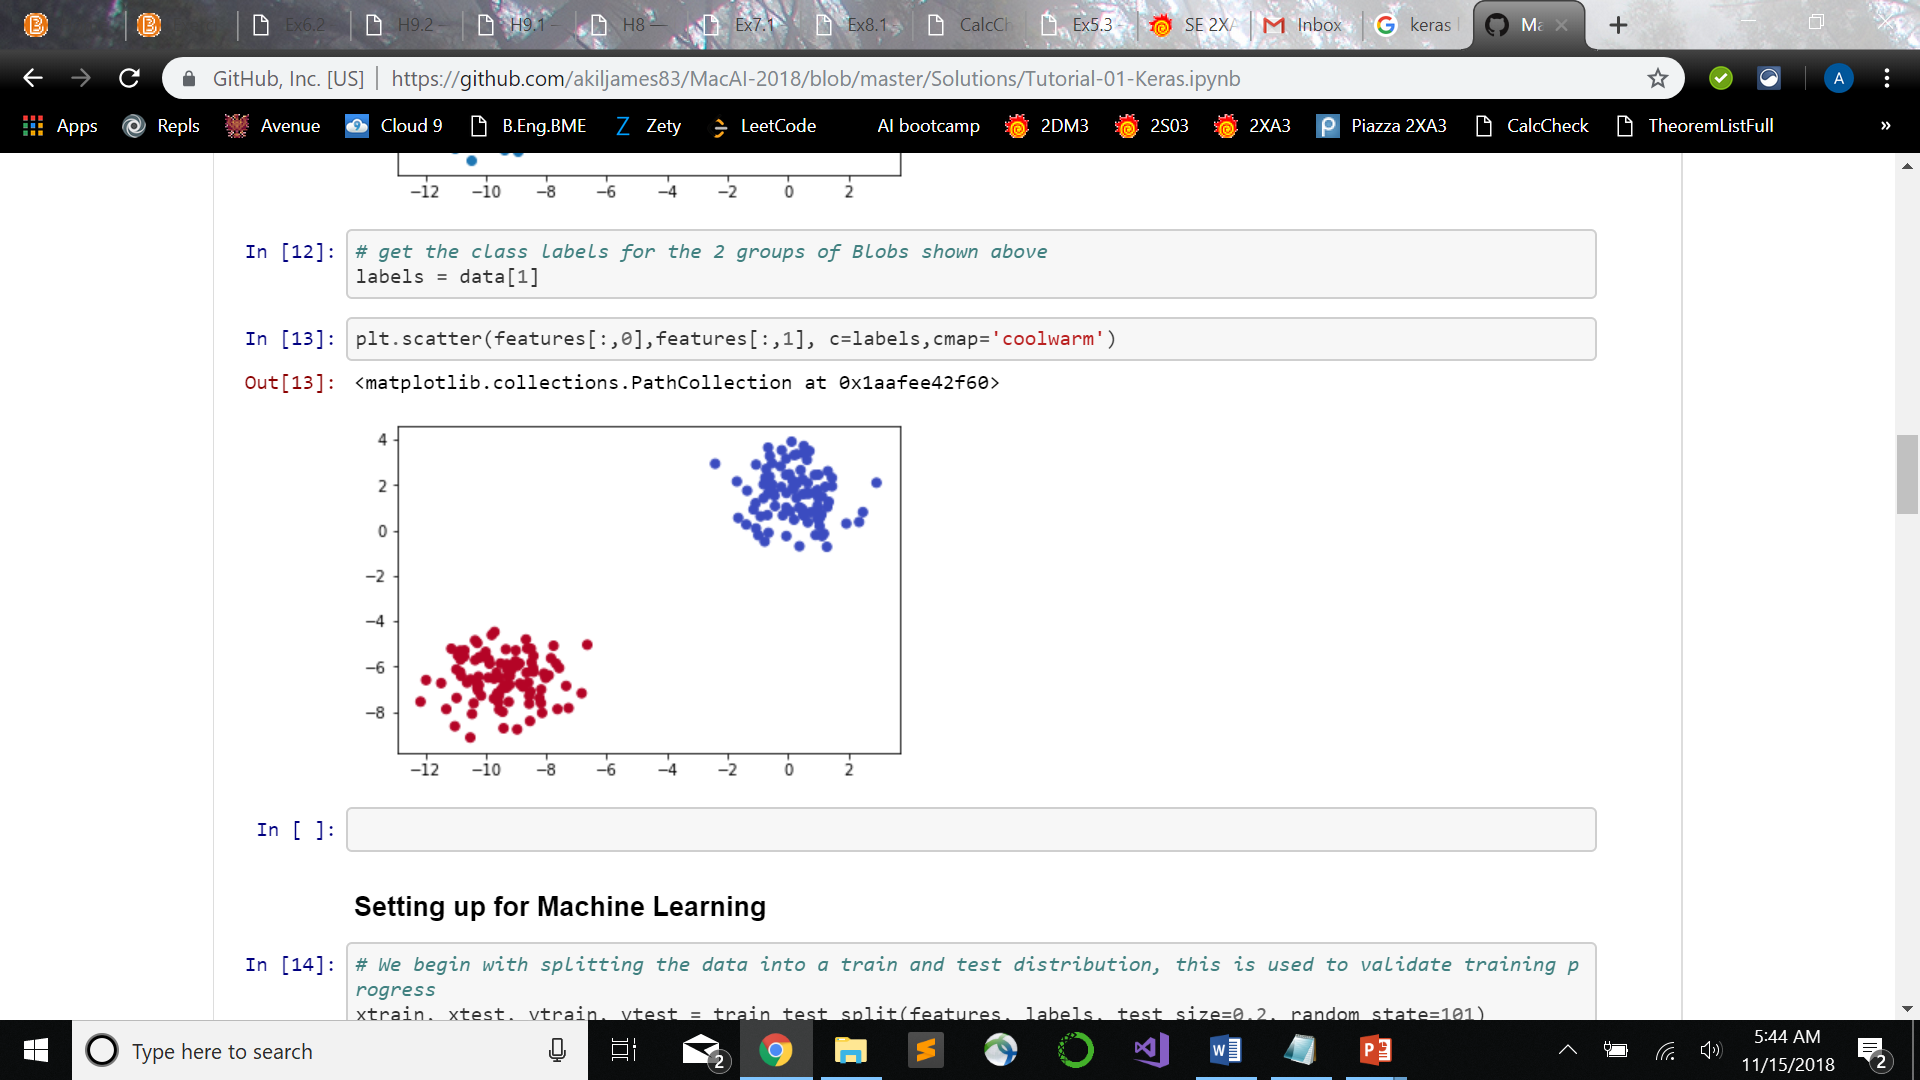 Ex6.2
H9.2
H9.1
H8
Ex7.1
Ex8.1
CalcCh
Ex5.3
SE 2XA
Inbox
keras
Ma
GitHub, Inc. [US] | https://github.com/akiljames83/MacAI-2018/blob/master/Solutions/Tutorial-01-Keras.ipynb
A
Apps Repls Avenue Cloud 9 B.Eng.BME Zety LeetCode AI bootcamp 2DM3 2S03 2XA3 Piazza 2XA3 CalcCheck TheoremListFull »
−12 −10 −8 −6 −4 −2 0 2
In [12]: # get the class labels for the 2 groups of Blobs shown above
labels = data[1]
In [13]: plt.scatter(features[:,0],features[:,1], c=labels,cmap='coolwarm')
Out[13]: <matplotlib.collections.PathCollection at 0x1aafee42f60>
4
2
0
−2
−4
−6
−8
−12 −10 −8 −6 −4 −2 0 2
In [ ]:
Setting up for Machine Learning
In [14]: # We begin with splitting the data into a train and test distribution, this is used to validate training p
rogress
xtrain, xtest, ytrain, ytest = train_test_split(features, labels, test_size=0.2, random_state=101)
Type here to search
2
5:44 AM
11/15/2018
2